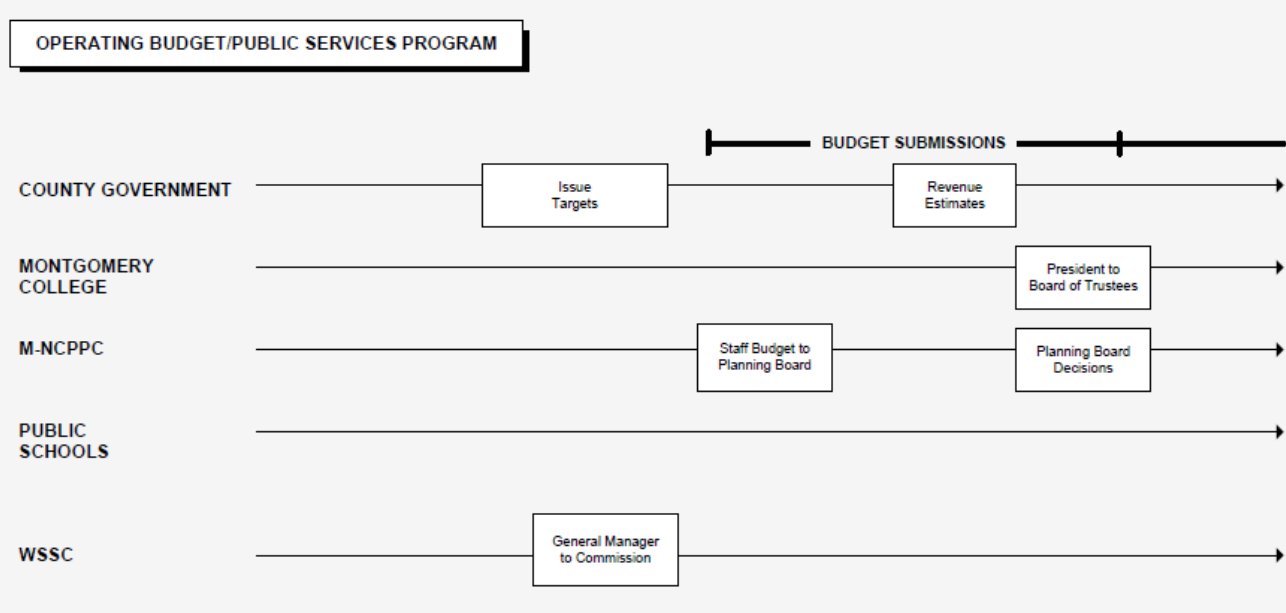 OPERATING BUDGET/PUBLIC SERVICES PROGRAM
BUDGET SUBMISSIONS
COUNTY GOVERNMENT
Issue
Targets
Revenue
Estimates
MONTGOMERY
COLLEGE
President to
Board of Trustees
M-NCPPC
Staff Budget to
Planning Board
Planning Board
Decisions
PUBLIC
SCHOOLS
WSSC
General Manager
to Commission